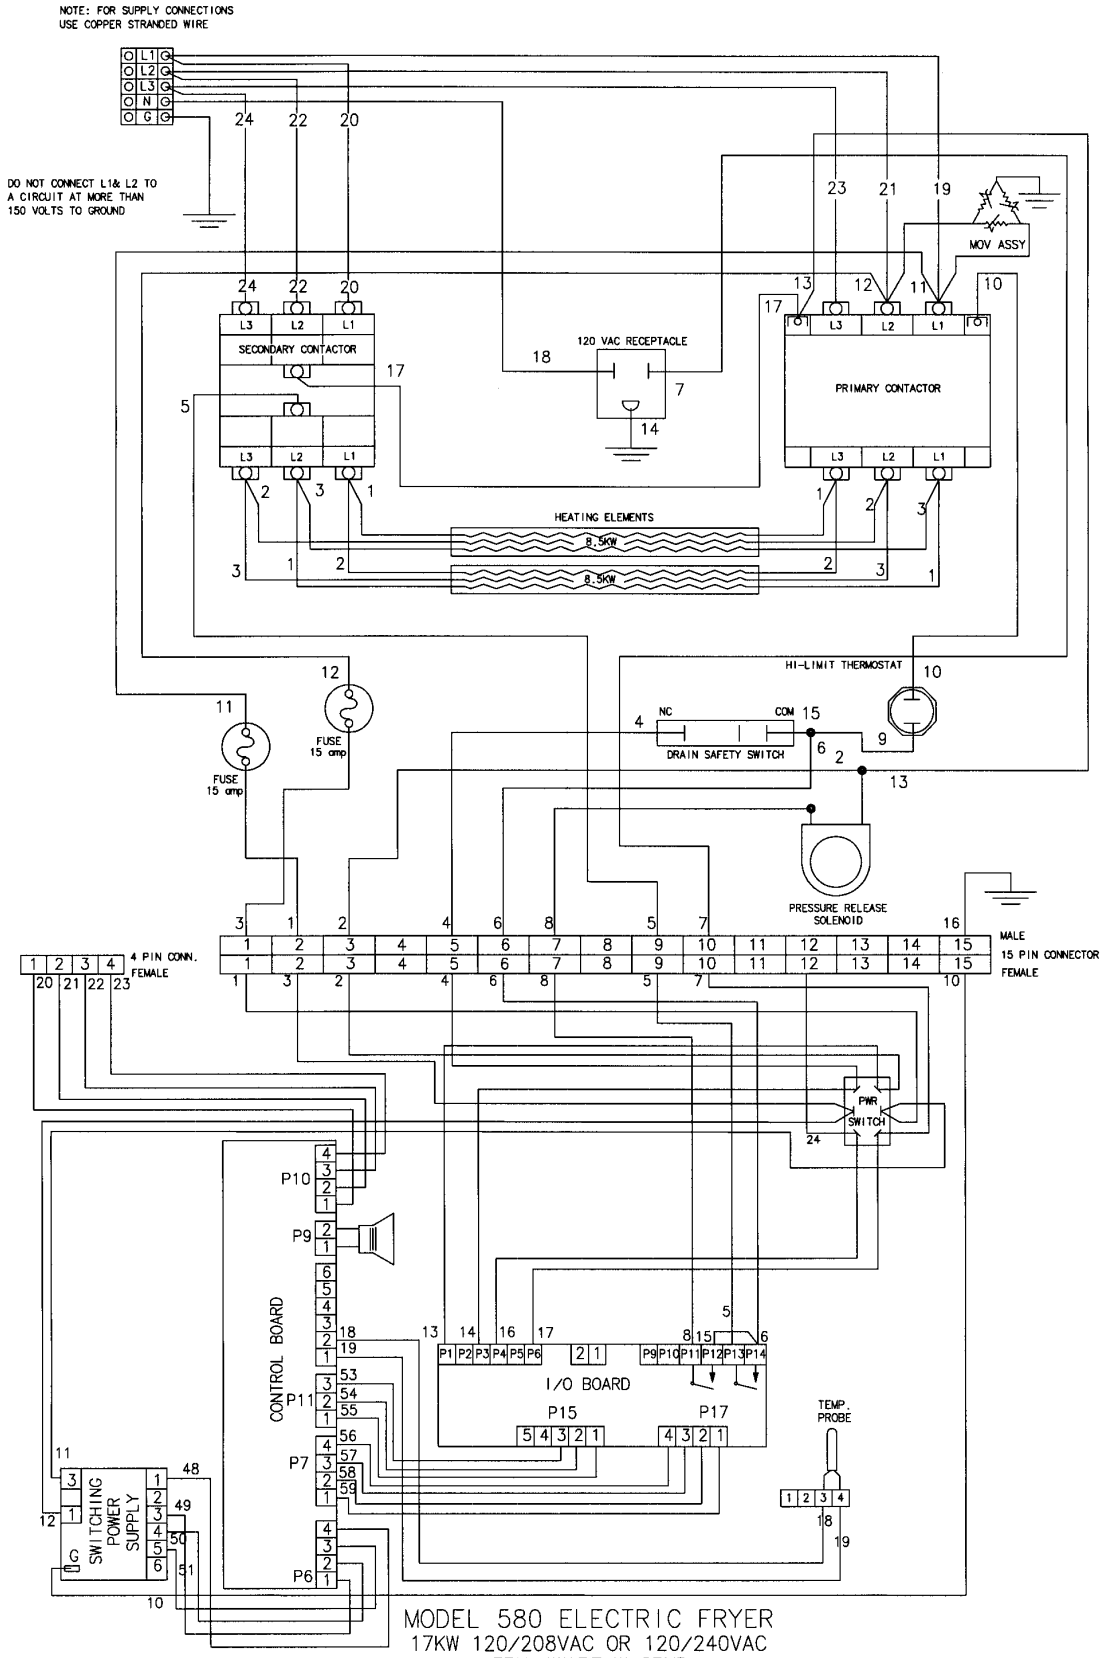 NOTE: FOR SUPPLY CONNECTIONS
USE COPPER STRANDED WIRE
L1
L2
L3
N
G
24 22 20
DO NOT CONNECT L1& L2 TO
A CIRCUIT AT MORE THAN
150 VOLTS TO GROUND
23 21 19
MOV ASSY
24 22 20
13 12 11 10
17
L3 L2 L1
L3 L2 L1
SECONDARY CONTACTOR
120 VAC RECEPTACLE
18
17
7
PRIMARY CONTACTOR
5
14
L3 L2 L1
L3 L2 L1
2 3 1
1 2 3
HEATING ELEMENTS
8.5KW
3 1 2
8.5KW
2 3 1
HI-LIMIT THERMOSTAT
12
10
11
NC COM 15
4
FUSE
15 amp
DRAIN SAFETY SWITCH
6 9
2
FUSE
15 amp
13
PRESSURE RELEASE
SOLENOID
3 1 2 4 6 8 5 7 16
1 2 3 4 5 6 7 8 9 10 11 12 13 14 15
MALE
15 PIN CONNECTOR
1 2 3 4 5 6 7 8 9 10 11 12 13 14 15
FEMALE
1 3 2 4 6 8 5 7 10
1 2 3 4
4 PIN CONN.
FEMALE
20 21 22 23
PWR
SWITCH
24
P10
4
3
2
1
P9
2
1
CONTROL BOARD
6
5
4
3
2
1
18
19
13 14 16 17
8 15 5 6
P1 P2 P3 P4 P5 P6
2 1
P9 P10 P11 P12 P13 P14
I/O BOARD
P15
P17
5 4 3 2 1
4 3 2 1
P11
3
2
1
53
54
55
P7
4
3
2
1
56
57
58
59
P6
4
3
2
1
TEMP.
PROBE
1 2 3 4
18
19
11
12
3
1
G
SWITCHING
POWER
SUPPLY
1
2
3
4
5
6
48
49
50
51
10
MODEL 580 ELECTRIC FRYER
17KW 120/208VAC OR 120/240VAC